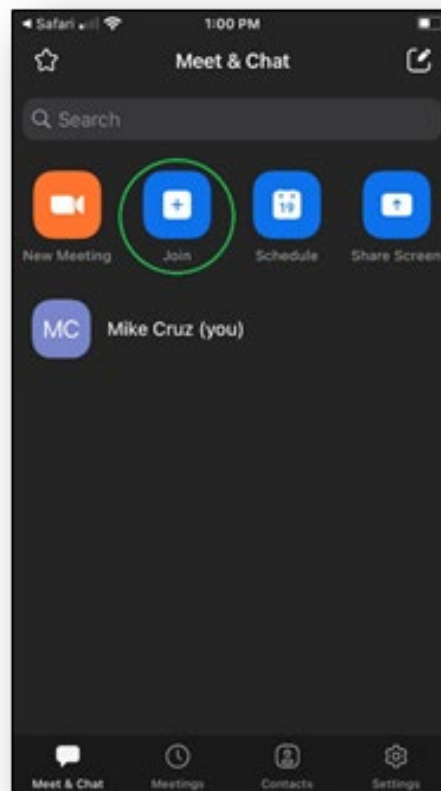 Safari 1:00 PM
Meet & Chat
Search
19
New Meeting Join Schedule Share Screen
MC Mike Cruz (you)
Meet & Chat Meetings Contacts Settings